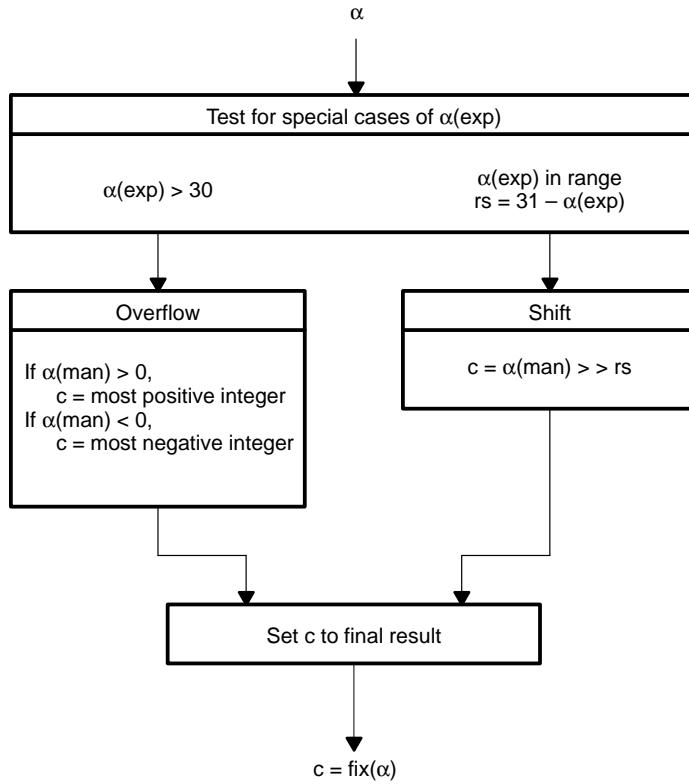 α
Test for special cases of α(exp)
α(exp) > 30
α(exp) in range
rs = 31 – α(exp)
Overflow
If α(man) > 0,
c = most positive integer
If α(man) < 0,
c = most negative integer
Shift
c = α(man) > > rs
Set c to final result
c = fix(α)